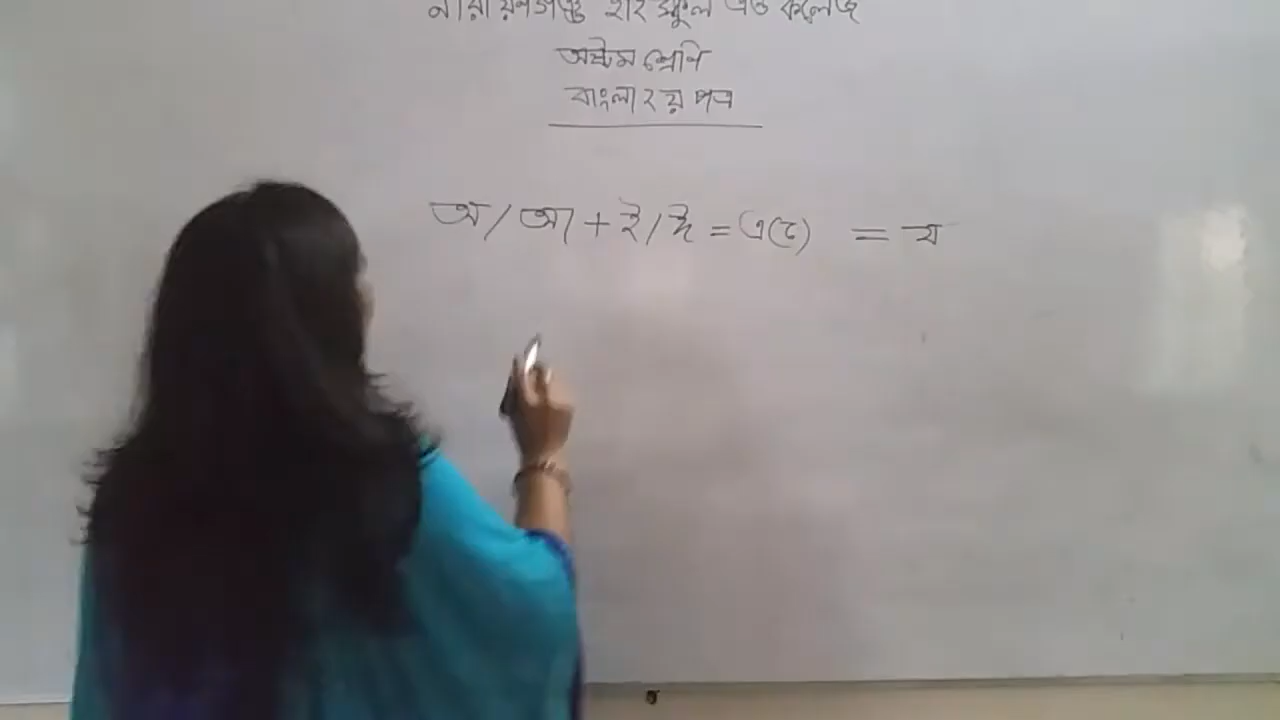 নারায়ণগঞ্জ হাই স্কুল এন্ড কলেজ
অষ্টম শ্রেণি
বাংলা ২য় পত্র
অ / আ + ই / ঈ = এ(ে) = য